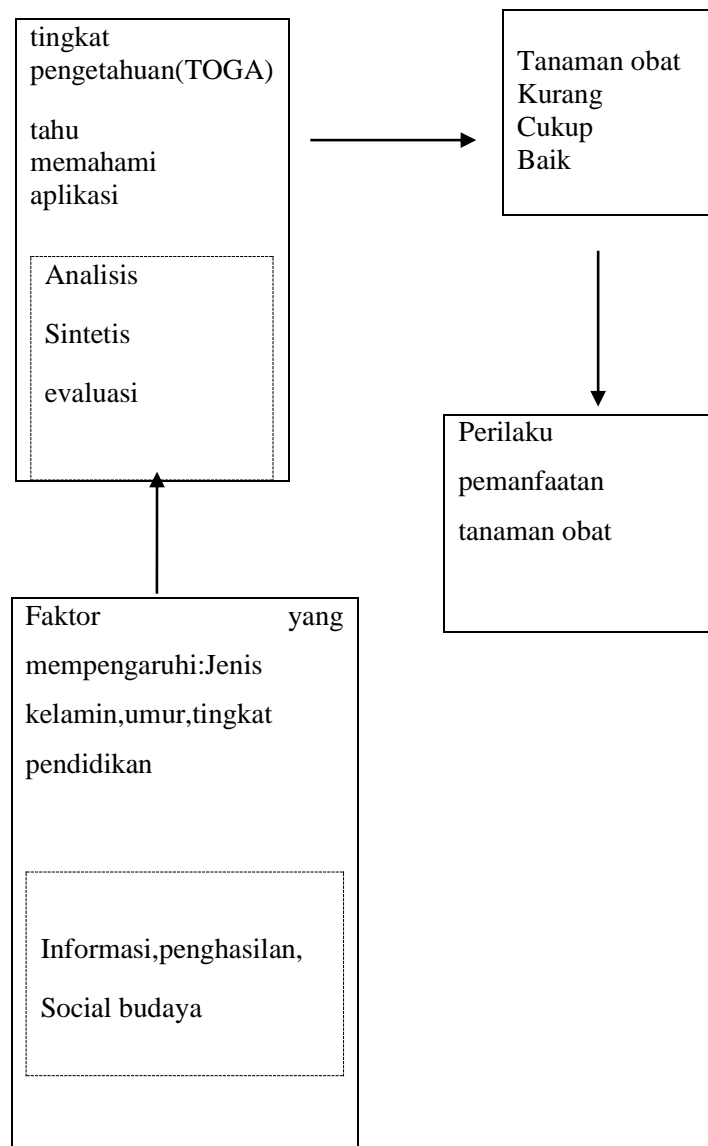 tingkat
pengetahuan(TOGA)
tahu
memahami
aplikasi
Analisis
Sintetis
evaluasi
Tanaman obat
Kurang
Cukup
Baik
Perilaku
pemanfaatan
tanaman obat
Faktor yang
mempengaruhi:Jenis
kelamin,umur,tingkat
pendidikan
Informasi,penghasilan,
Social budaya